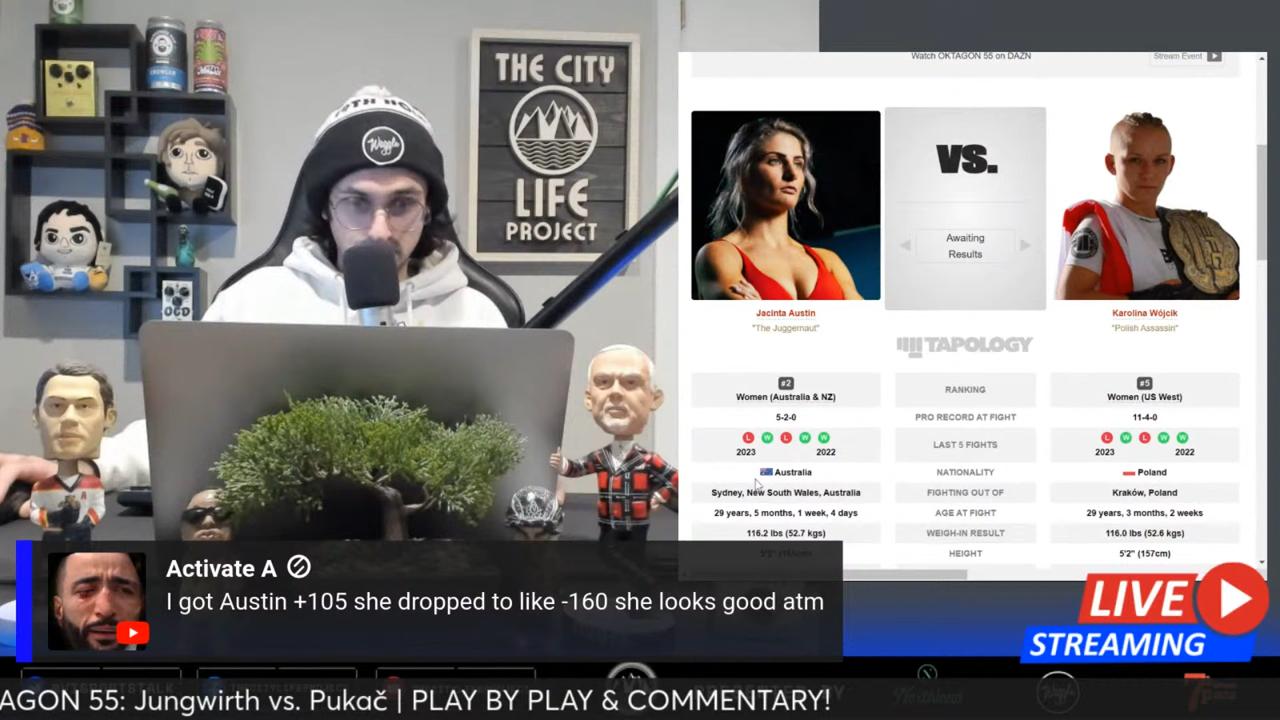 Watch OKTAGON 55 on DAZN
Stream Event
THE CITY
LIFE
PROJECT
Waggle
VS.
Awaiting
Results
Jacinta Austin
"The Juggernaut"
Karolina Wójcik
"Polish Assassin"
TAPOLOGY
#2
Women (Australia & NZ)
RANKING
#5
Women (US West)
5-2-0
PRO RECORD AT FIGHT
11-4-0
L W L W W
2023 2022
LAST 5 FIGHTS
L W L W W
2023 2022
Australia
NATIONALITY
Poland
Sydney, New South Wales, Australia
FIGHTING OUT OF
Kraków, Poland
29 years, 5 months, 1 week, 4 days
AGE AT FIGHT
29 years, 3 months, 2 weeks
116.2 lbs (52.7 kgs)
WEIGH-IN RESULT
116.0 lbs (52.6 kgs)
HEIGHT
5'2" (157cm)
OCD
Activate A
I got Austin +105 she dropped to like -160 she looks good atm
LIVE
STREAMING
AGON 55: Jungwirth vs. Pukač | PLAY BY PLAY & COMMENTARY!